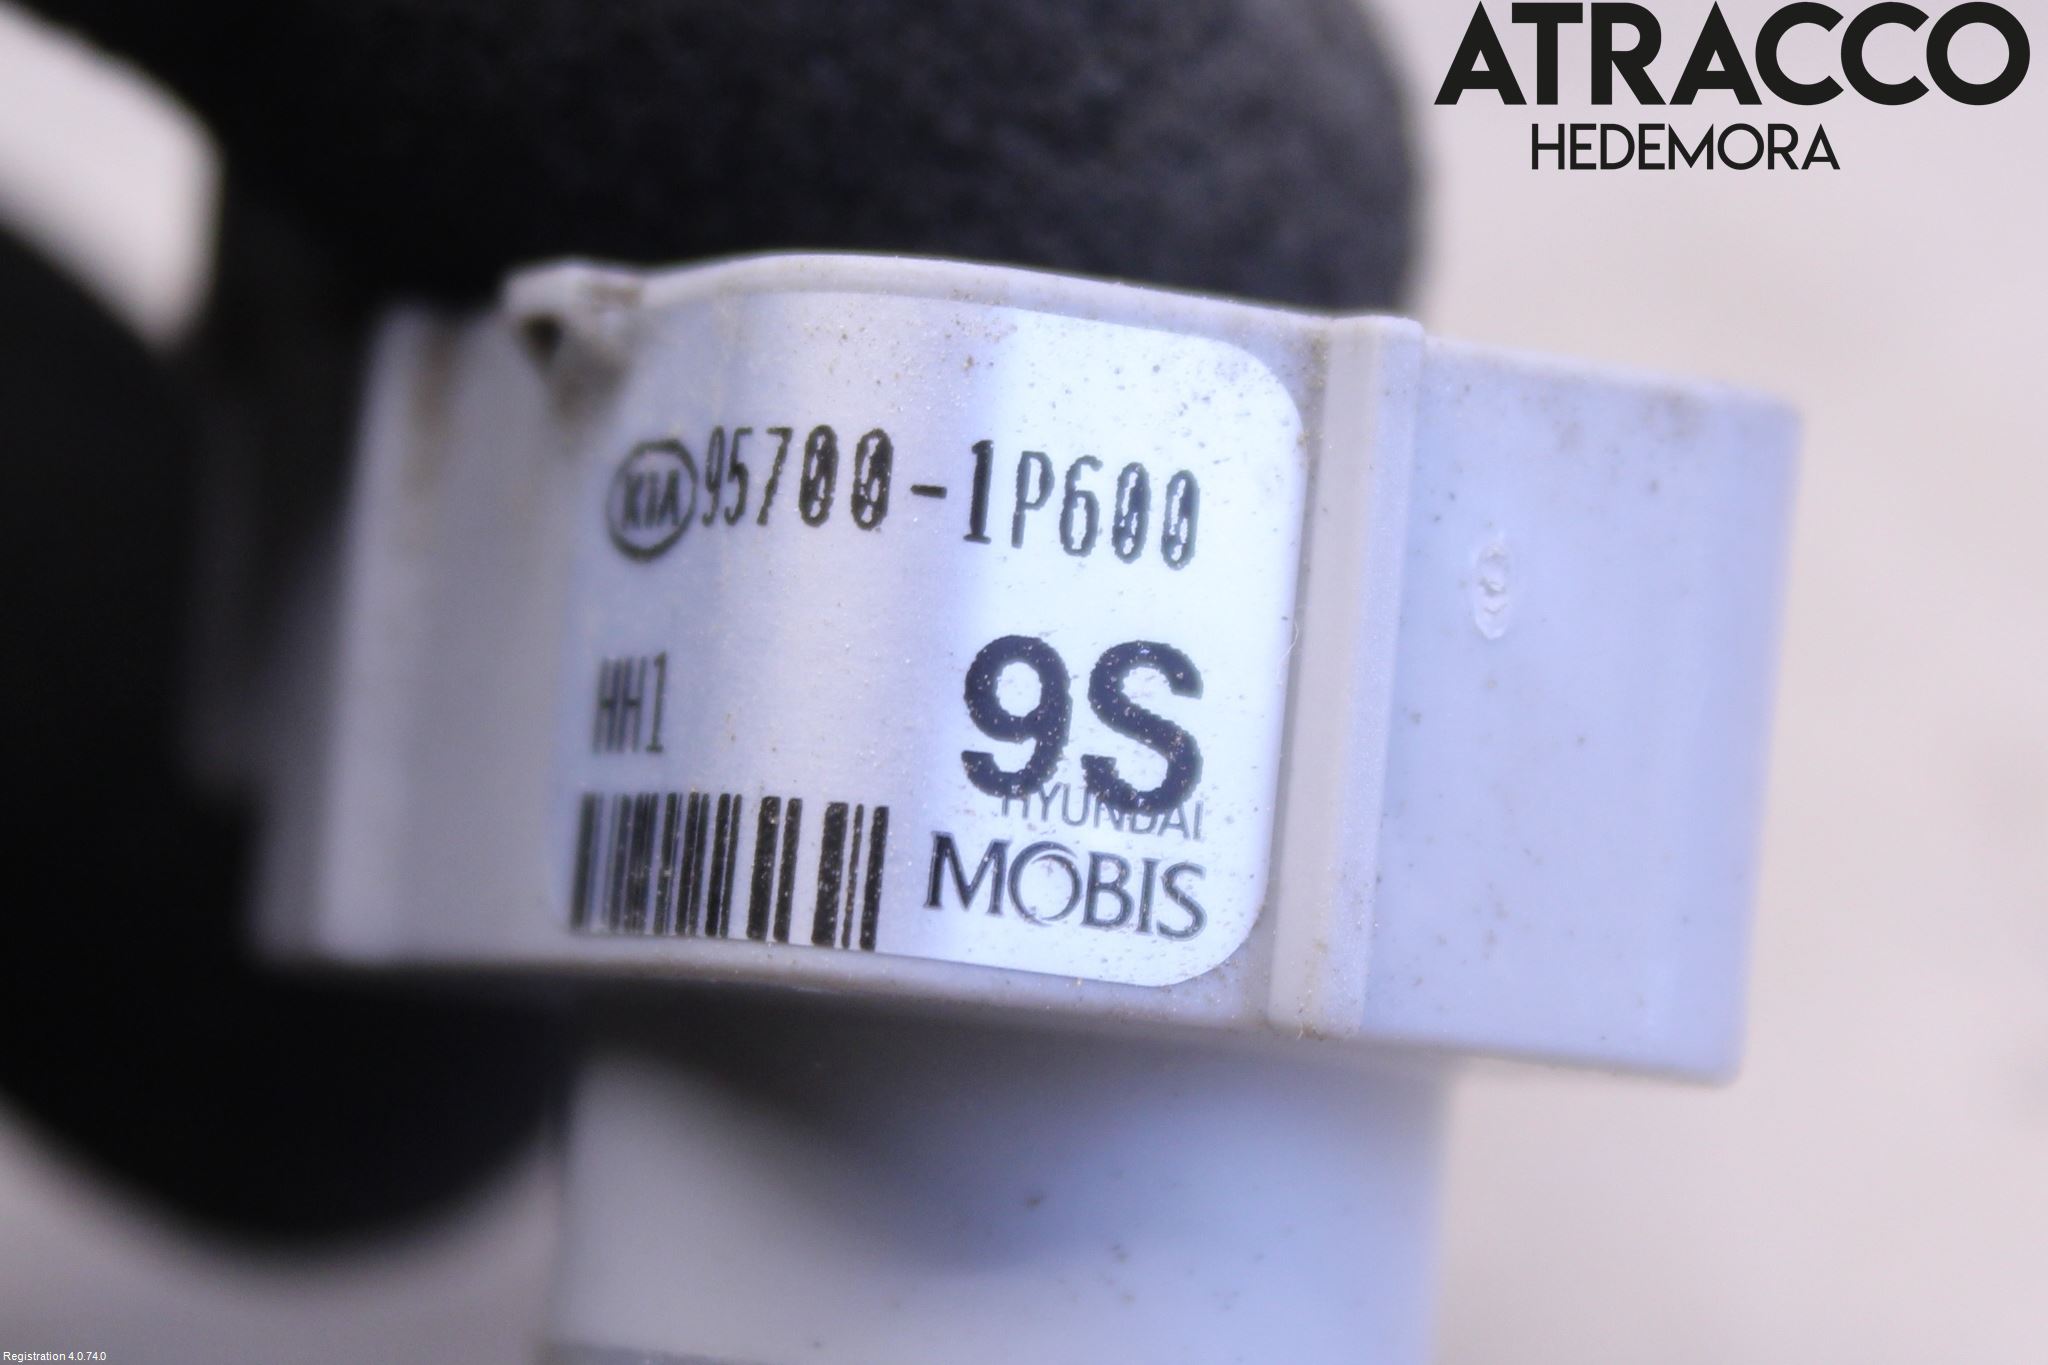 ATRACCO
HEDEMORA
KIA 95700-1P600
HH1
9S
HYUNDAI
MOBIS
Registration 4.0.74.0